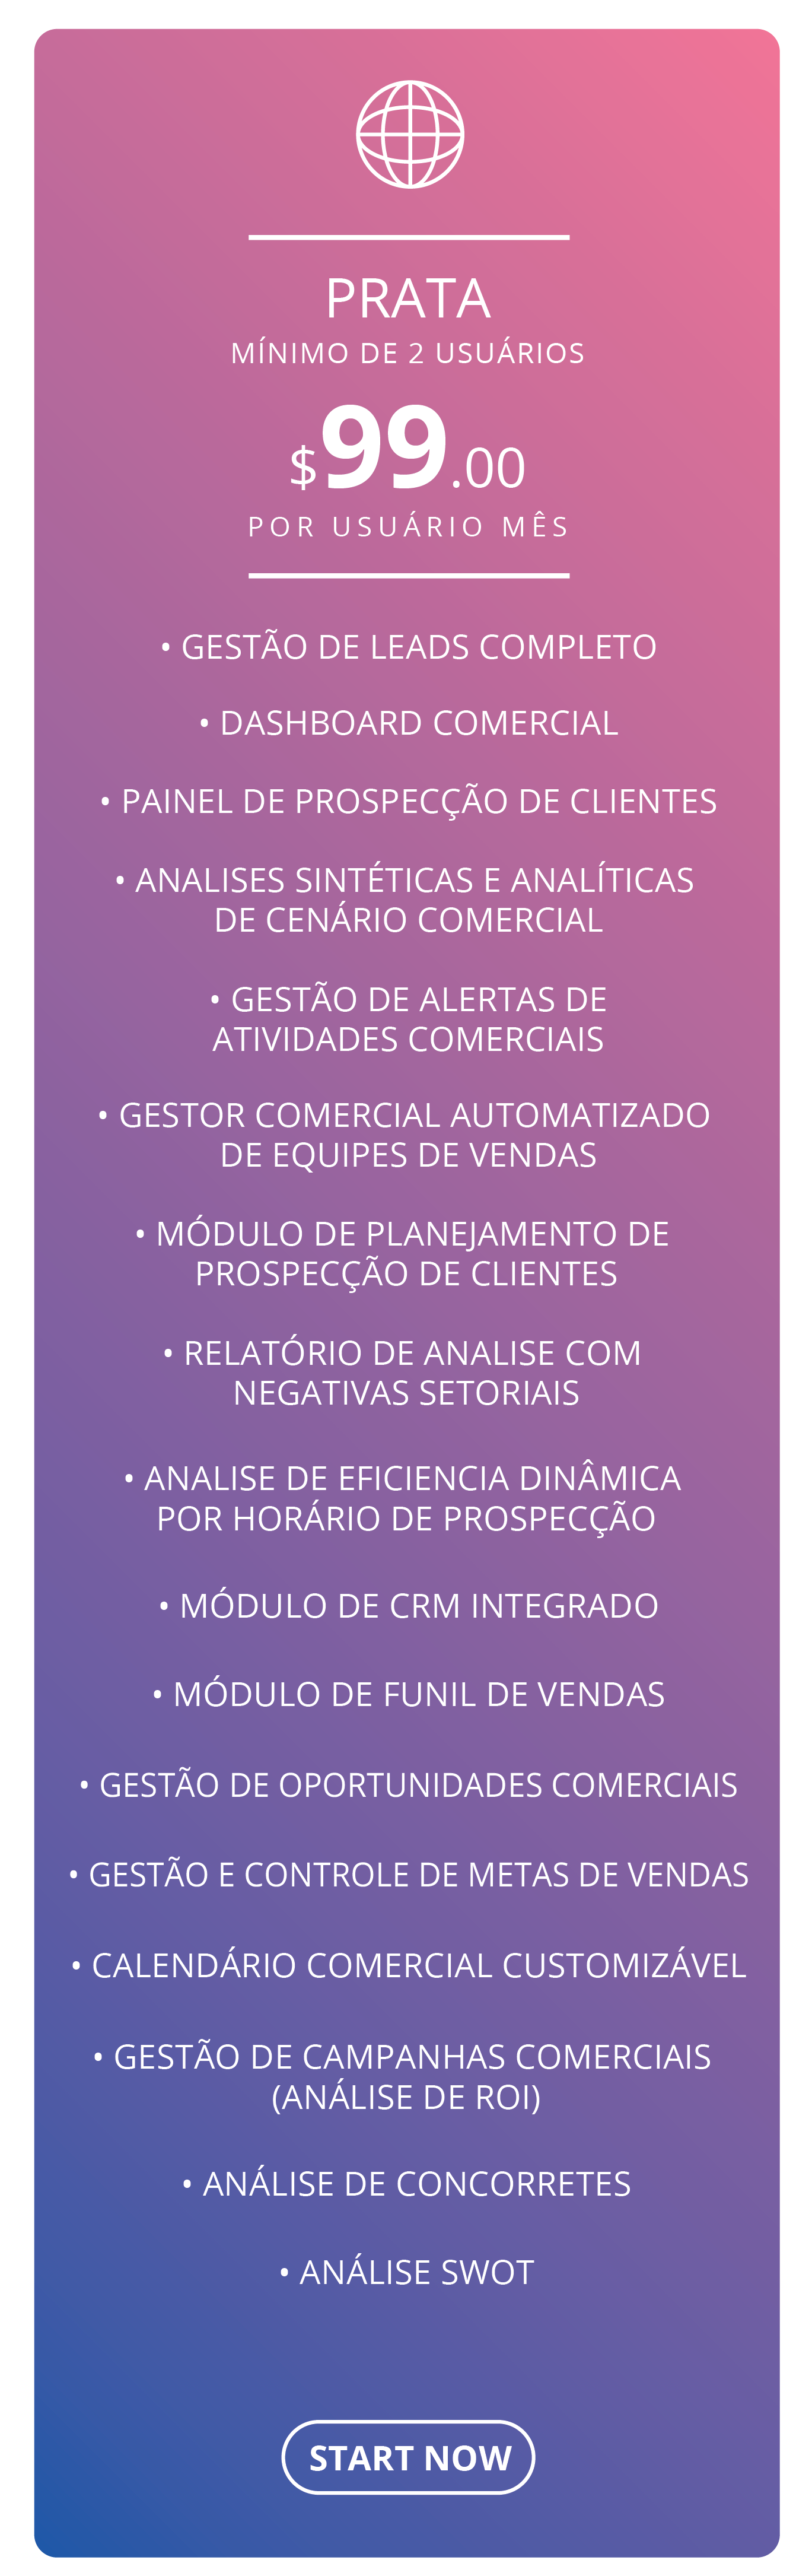 PRATA
MÍNIMO DE 2 USUÁRIOS
$99.00
POR USUÁRIO MÊS
• GESTÃO DE LEADS COMPLETO
• DASHBOARD COMERCIAL
• PAINEL DE PROSPECÇÃO DE CLIENTES
• ANALISES SINTÉTICAS E ANALÍTICAS
DE CENÁRIO COMERCIAL
• GESTÃO DE ALERTAS DE
ATIVIDADES COMERCIAIS
• GESTOR COMERCIAL AUTOMATIZADO
DE EQUIPES DE VENDAS
• MÓDULO DE PLANEJAMENTO DE
PROSPECÇÃO DE CLIENTES
• RELATÓRIO DE ANALISE COM
NEGATIVAS SETORIAIS
• ANALISE DE EFICIENCIA DINÂMICA
POR HORÁRIO DE PROSPECÇÃO
• MÓDULO DE CRM INTEGRADO
• MÓDULO DE FUNIL DE VENDAS
• GESTÃO DE OPORTUNIDADES COMERCIAIS
• GESTÃO E CONTROLE DE METAS DE VENDAS
• CALENDÁRIO COMERCIAL CUSTOMIZÁVEL
• GESTÃO DE CAMPANHAS COMERCIAIS
(ANÁLISE DE ROI)
• ANÁLISE DE CONCORRETES
• ANÁLISE SWOT
START NOW